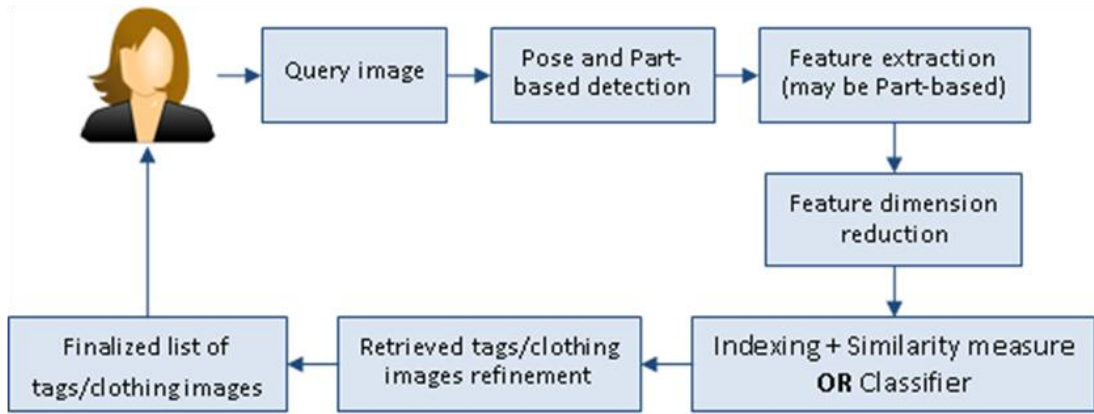 Query image
Pose and Part-
based detection
Feature extraction
(may be Part-based)
Feature dimension
reduction
Indexing + Similarity measure
OR Classifier
Retrieved tags/clothing
images refinement
Finalized list of
tags/clothing images